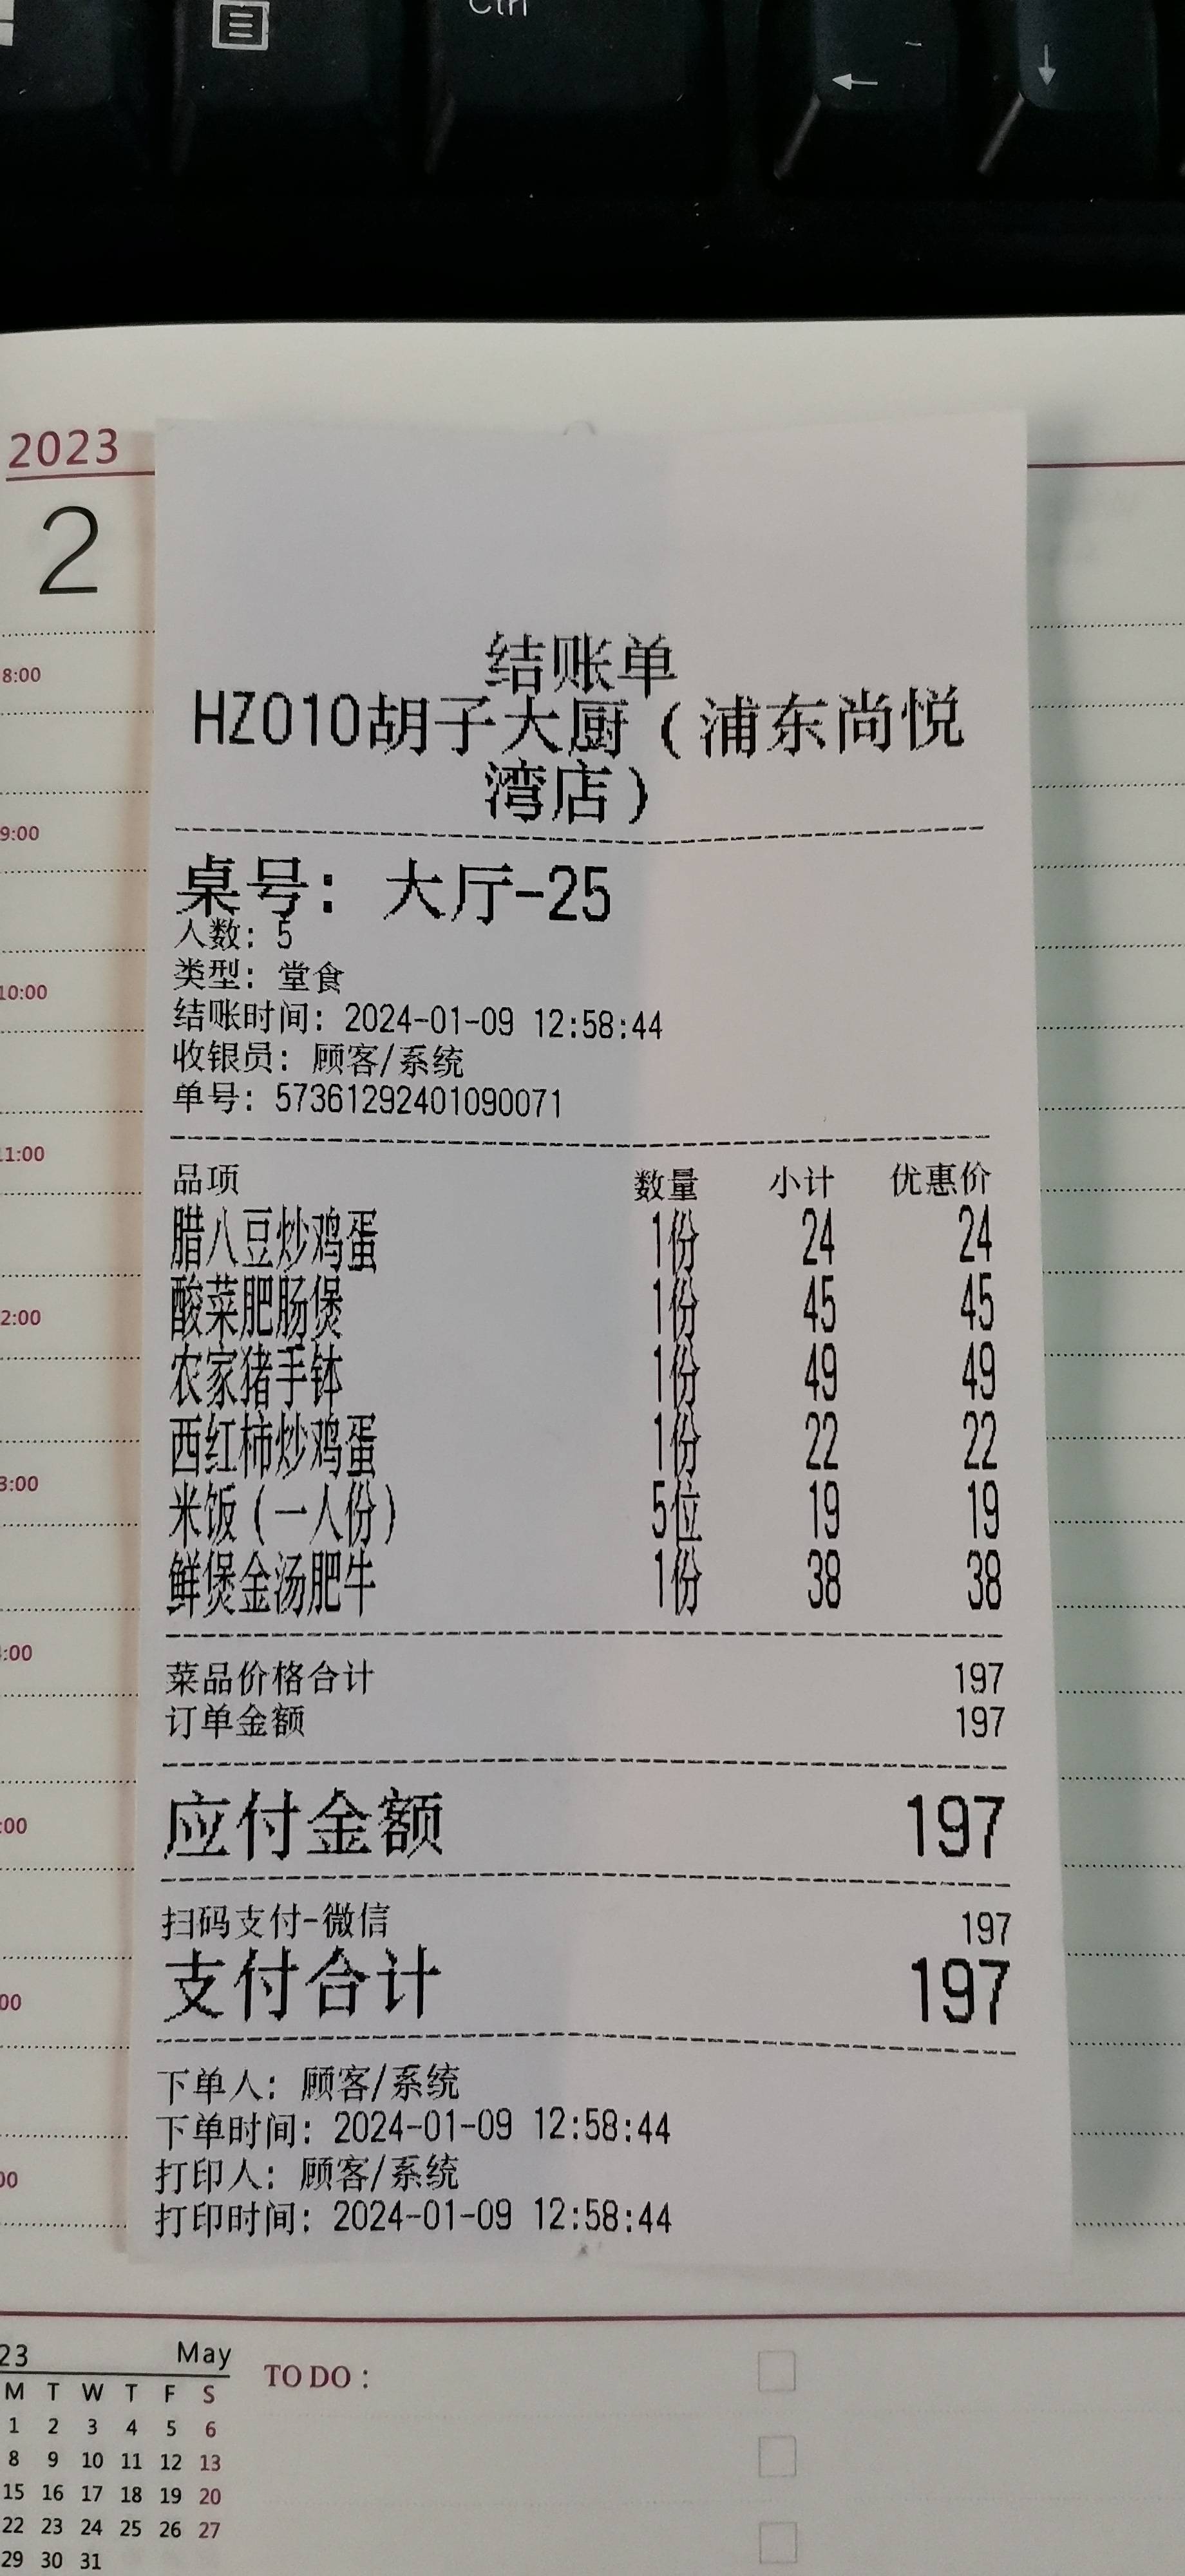 Ctrl
←
↓
2023
2
结账单
HZ010胡子大厨（浦东尚悦
湾店）
桌号：大厅-25
人数：5
类型：堂食
结账时间：2024-01-09 12:58:44
收银员：顾客/系统
单号：57361292401090071
品项 数量 小计 优惠价
腊八豆炒鸡蛋 1份 24 24
酸菜肥肠煲 1份 45 45
农家猪手钵 1份 49 49
西红柿炒鸡蛋 1份 22 22
米饭（一人份） 5位 19 19
鲜煲金汤肥牛 1份 38 38
菜品价格合计 197
订单金额 197
应付金额 197
扫码支付-微信 197
支付合计 197
下单人：顾客/系统
下单时间：2024-01-09 12:58:44
打印人：顾客/系统
打印时间：2024-01-09 12:58:44
8:00
9:00
10:00
11:00
2:00
3:00
:00
:00
00
00
23 May
M T W T F S
1 2 3 4 5 6
8 9 10 11 12 13
15 16 17 18 19 20
22 23 24 25 26 27
29 30 31
TO DO :